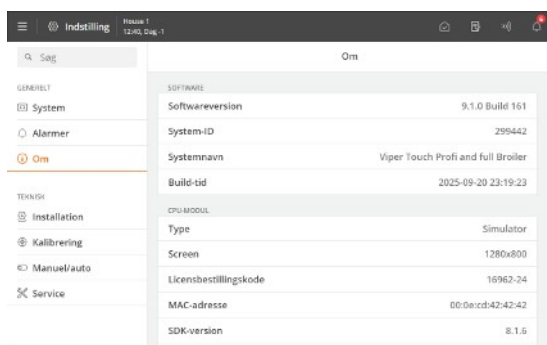 Indstilling
House 1
12:40, Dag -1
6
Søg
Om
GENERELT
System
Alarmer
Om
TEKNISK
Installation
Kalibrering
Manuel/auto
Service
SOFTWARE
Softwareversion 9.1.0 Build 161
System-ID 299442
Systemnavn Viper Touch Profi and full Broiler
Build-tid 2025-09-20 23:19:23
CPU-MODUL
Type Simulator
Screen 1280x800
Licensbestillingskode 16962-24
MAC-adresse 00:0e:cd:42:42:42
SDK-version 8.1.6